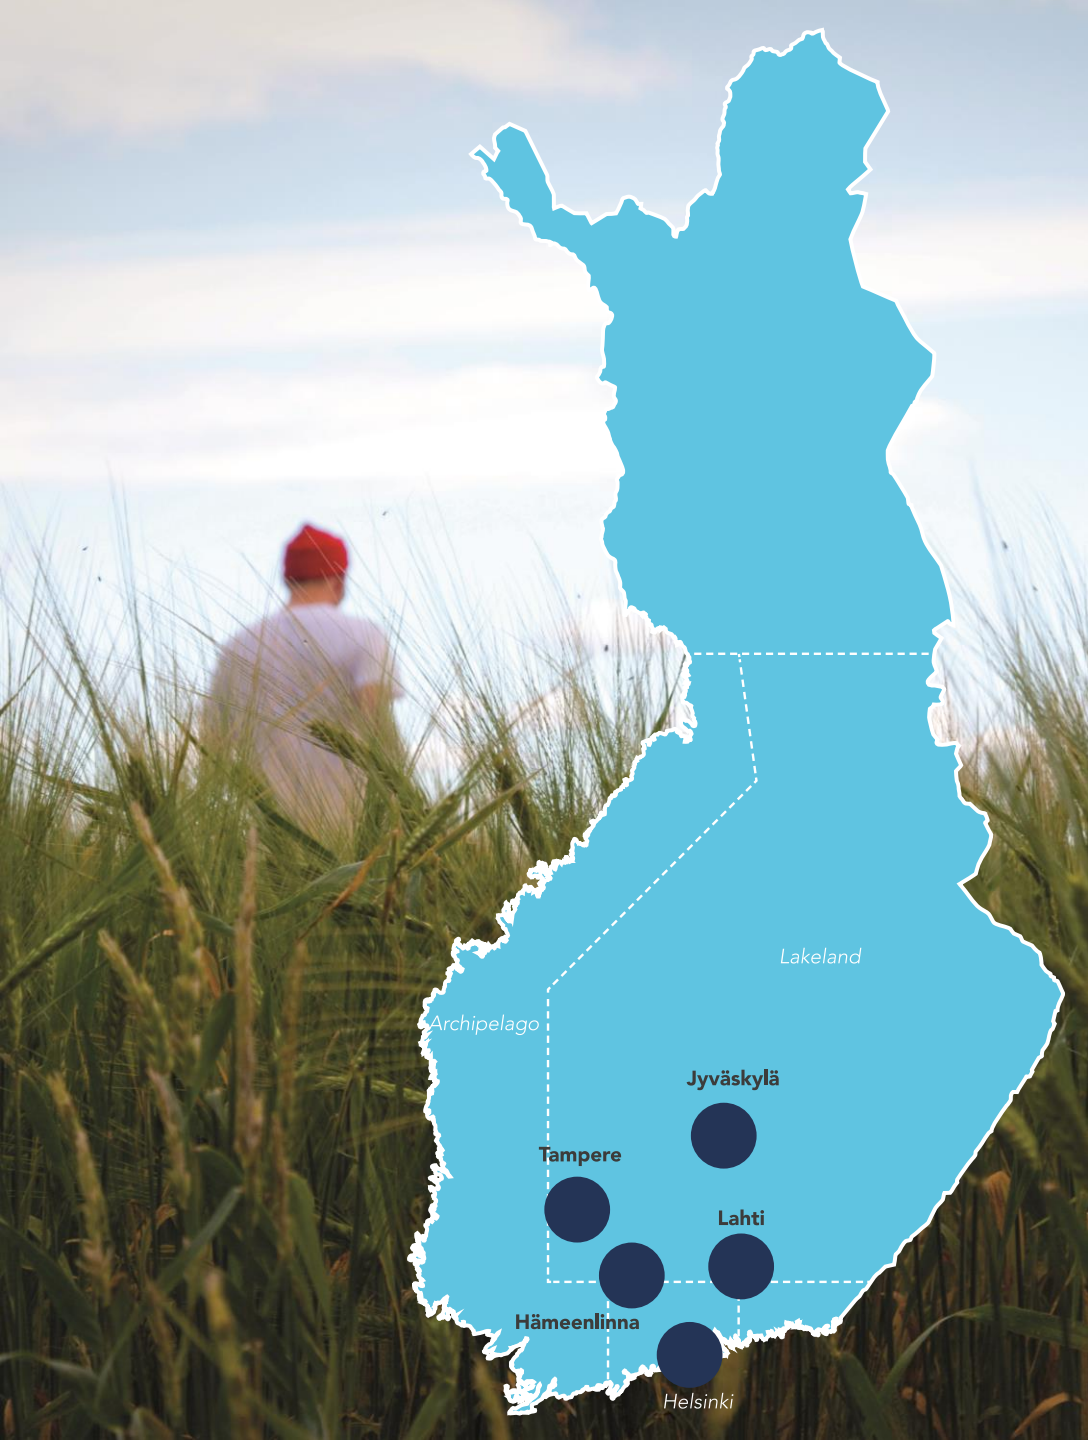 Lakeland
Archipelago
Jyväskylä
Tampere
Lahti
Hämeenlinna
Helsinki